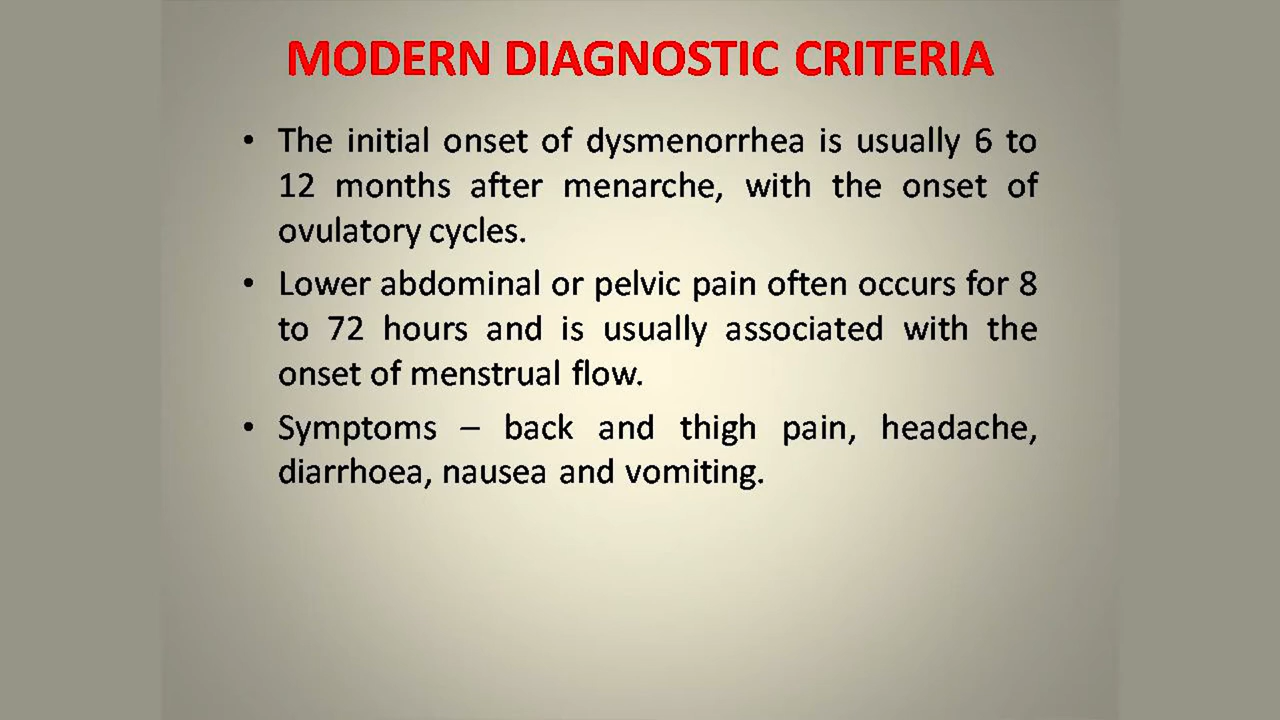 MODERN DIAGNOSTIC CRITERIA
• The initial onset of dysmenorrhea is usually 6 to
12 months after menarche, with the onset of
ovulatory cycles.
• Lower abdominal or pelvic pain often occurs for 8
to 72 hours and is usually associated with the
onset of menstrual flow.
• Symptoms – back and thigh pain, headache,
diarrhoea, nausea and vomiting.